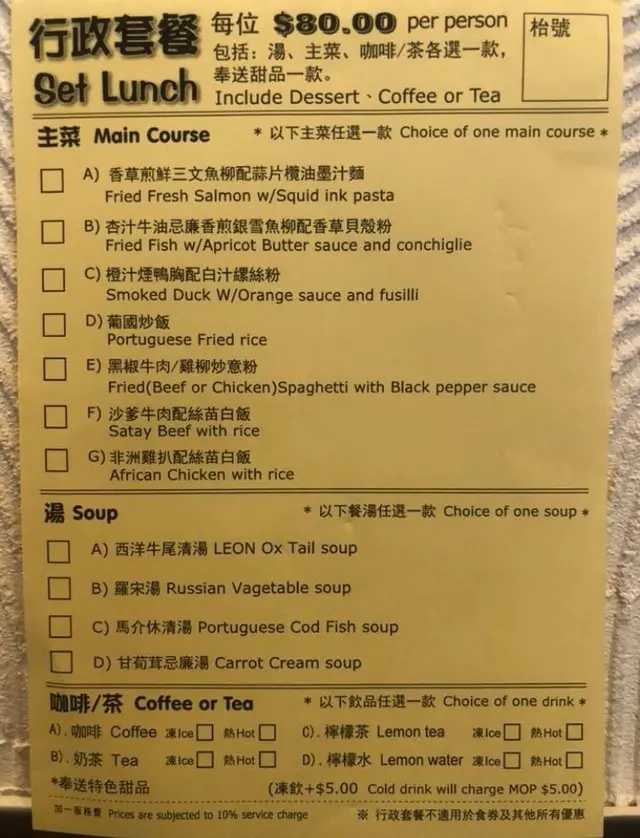 行政套餐 每位 $80.00 per person
枱號
包括：湯、主菜、咖啡/茶各選一款，
奉送甜品一款。
Set Lunch Include Dessert、Coffee or Tea
主菜 Main Course * 以下主菜任選一款 Choice of one main course *
A) 香草煎鮮三文魚柳配蒜片欖油墨汁麵
Fried Fresh Salmon w/Squid ink pasta
B) 杏汁牛油忌廉香煎銀雪魚柳配香草貝殼粉
Fried Fish w/Apricot Butter sauce and conchiglie
C) 橙汁煙鴨胸配白汁縲絲粉
Smoked Duck W/Orange sauce and fusilli
D) 葡國炒飯
Portuguese Fried rice
E) 黑椒牛肉/雞柳炒意粉
Fried(Beef or Chicken)Spaghetti with Black pepper sauce
F) 沙爹牛肉配絲苗白飯
Satay Beef with rice
G) 非洲雞扒配絲苗白飯
African Chicken with rice
湯 Soup * 以下餐湯任選一款 Choice of one soup *
A) 西洋牛尾清湯 LEON Ox Tail soup
B) 羅宋湯 Russian Vagetable soup
C) 馬介休清湯 Portuguese Cod Fish soup
D) 甘荀茸忌廉湯 Carrot Cream soup
咖啡/茶 Coffee or Tea * 以下飲品任選一款 Choice of one drink *
A). 咖啡 Coffee 凍Ice 熱Hot C). 檸檬茶 Lemon tea 凍Ice 熱Hot
B). 奶茶 Tea 凍Ice 熱Hot D). 檸檬水 Lemon water 凍Ice 熱Hot
*奉送特色甜品 (凍飲+$5.00 Cold drink will charge MOP $5.00)
加一服務費 Prices are subjected to 10% service charge ※ 行政套餐不適用於食券及其他所有優惠